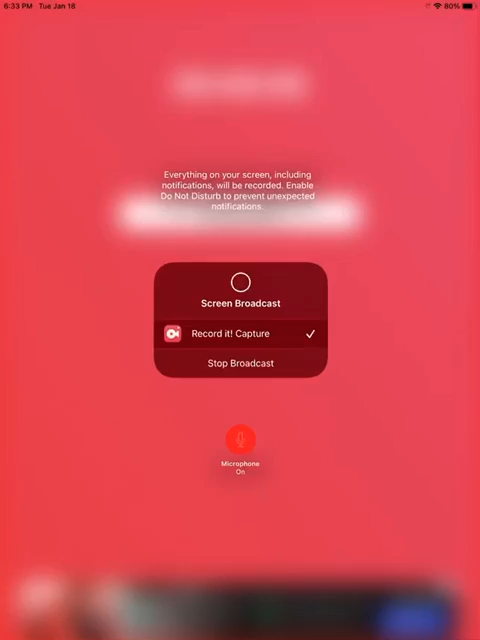 6:33 PM Tue Jan 18
80%
Everything on your screen, including
notifications, will be recorded. Enable
Do Not Disturb to prevent unexpected
notifications.
Screen Broadcast
Record it! Capture
Stop Broadcast
Microphone
On